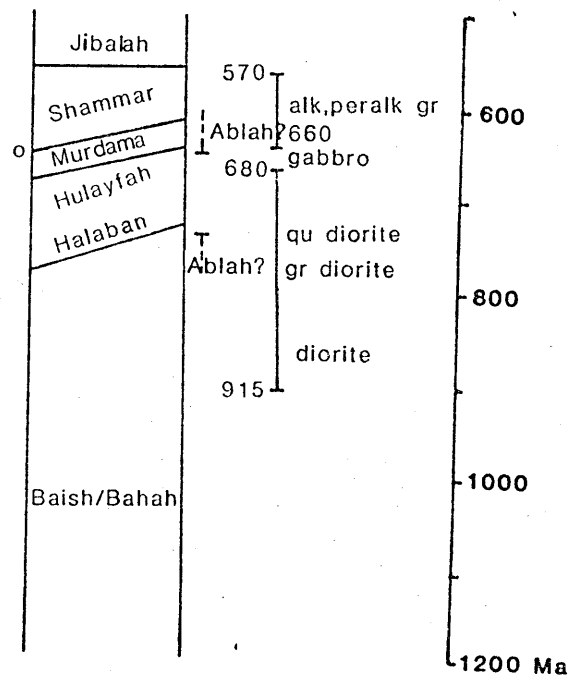 Jibalah
570
Shammar
alk,peralk gr
600
Ablah?
660
o
Murdama
gabbro
680
Hulayfah
Halaban
qu diorite
Ablah?
gr diorite
800
diorite
915
1000
Baish/Bahah
1200 Ma